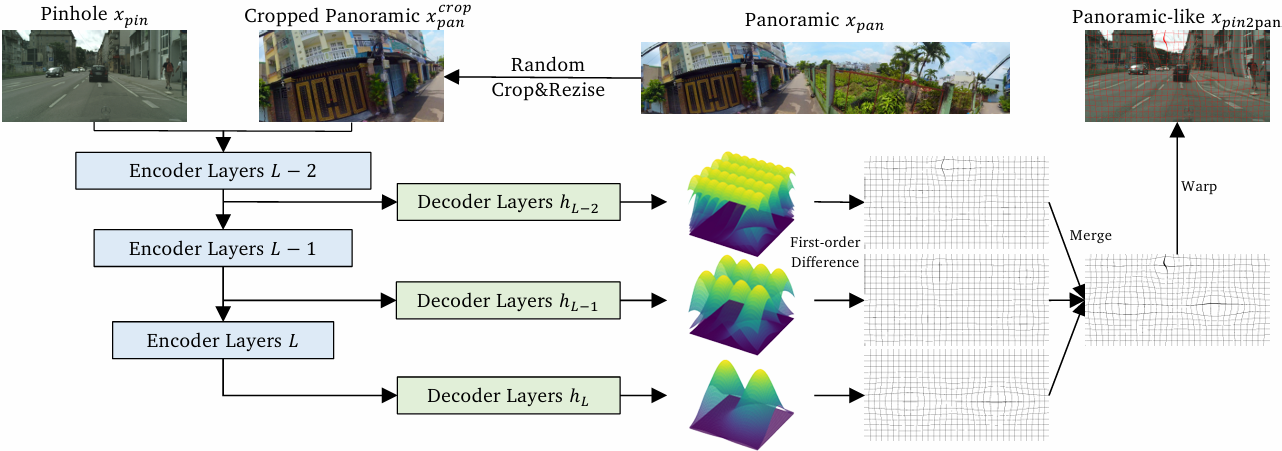 Pinhole $x_{pin}$
Cropped Panoramic $x_{pan}^{crop}$
Panoramic $x_{pan}$
Panoramic-like $x_{pin2pan}$
Random
Crop&Rezise
Encoder Layers $L-2$
Decoder Layers $h_{L-2}$
Encoder Layers $L-1$
Decoder Layers $h_{L-1}$
Encoder Layers $L$
Decoder Layers $h_L$
First-order
Difference
Merge
Warp